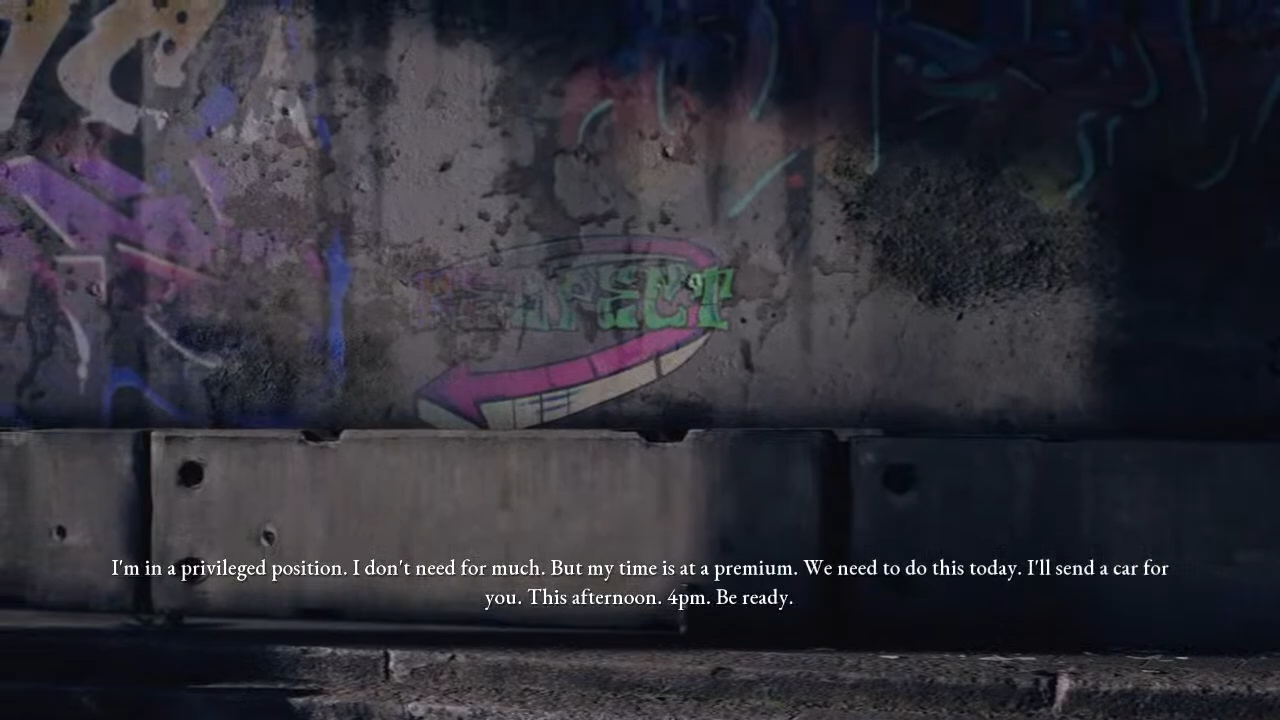 RESPECT
I'm in a privileged position. I don't need for much. But my time is at a premium. We need to do this today. I'll send a car for
you. This afternoon. 4pm. Be ready.